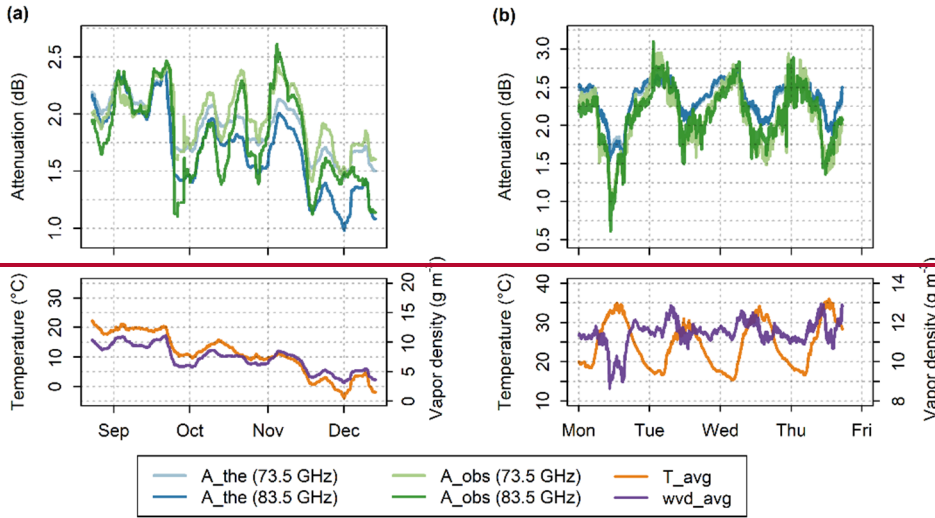 (a)
(b)
Attenuation (dB)
2.5
2.0
1.5
1.0
Attenuation (dB)
3.0
2.5
2.0
1.5
1.0
0.5
Temperature (°C)
30
20
10
0
20
15
10
5
0
Vapor density (g m⁻³)
Temperature (°C)
40
30
20
10
14
12
10
8
Sep Oct Nov Dec
Mon Tue Wed Thu Fri
A_the (73.5 GHz) A_obs (73.5 GHz) T_avg
A_the (83.5 GHz) A_obs (83.5 GHz) wvd_avg